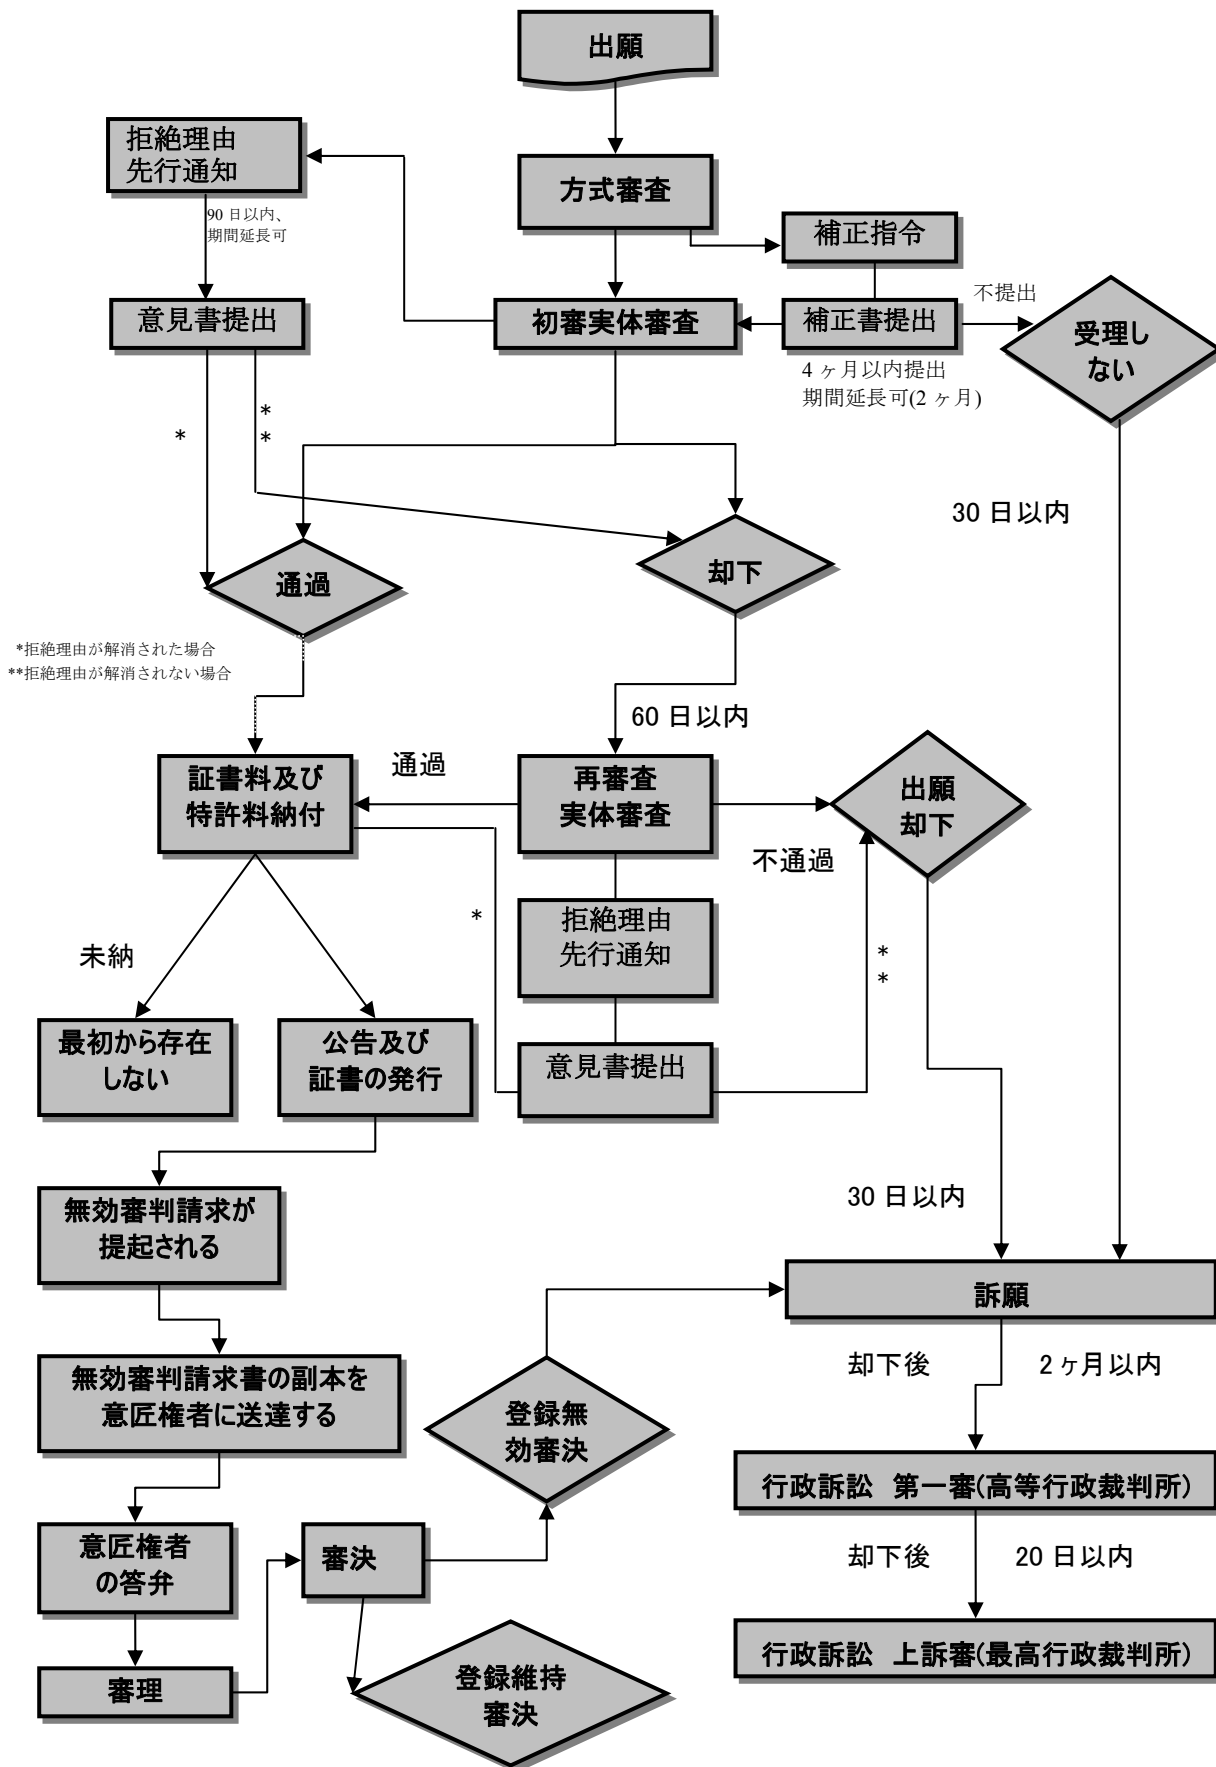 出願
拒絶理由
先行通知
方式審査
90 日以内、
期間延長可
補正指令
不提出
意見書提出
初審実体審査
補正書提出
受理し
ない
4 ヶ月以内提出
期間延長可(2 ヶ月)
*
*
*
30 日以内
通過
却下
*拒絶理由が解消された場合
**拒絶理由が解消されない場合
60 日以内
証書料及び
特許料納付
通過
再審査
実体審査
出願
却下
不通過
*
拒絶理由
先行通知
*
*
未納
最初から存在
しない
公告及び
証書の発行
意見書提出
無効審判請求が
提起される
30 日以内
訴願
無効審判請求書の副本を
意匠権者に送達する
却下後
2 ヶ月以内
登録無
効審決
行政訴訟 第一審(高等行政裁判所)
意匠権者
の答弁
審決
却下後
20 日以内
審理
登録維持
審決
行政訴訟 上訴審(最高行政裁判所)